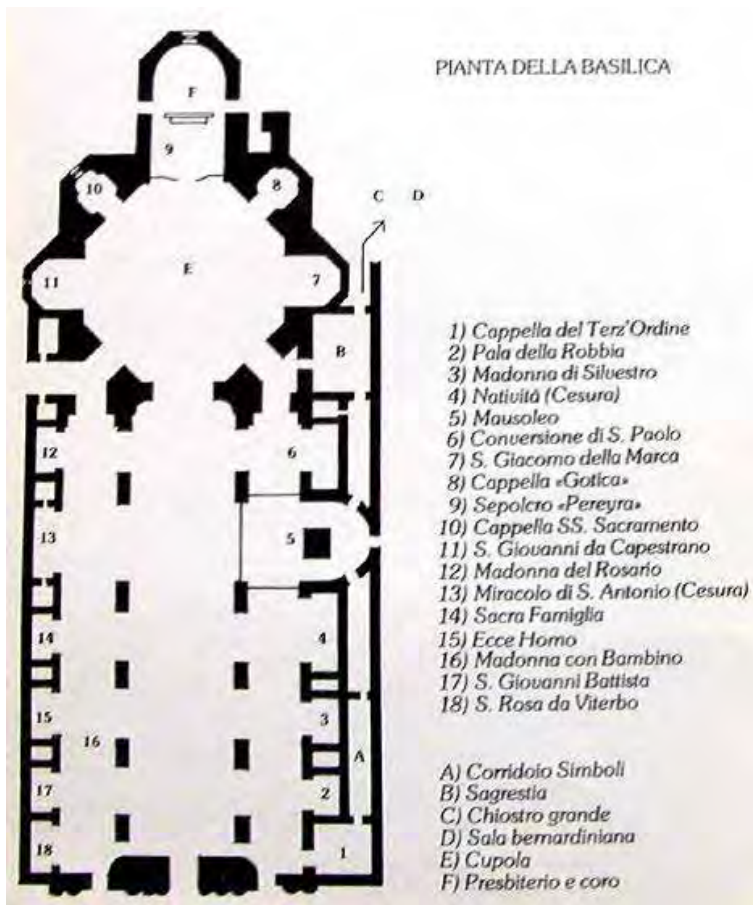 PIANTA DELLA BASILICA
F
9
10
8
C D
E
11
7
B
12
6
13
5
14
4
15
16
3
A
17
2
18
1
1) Cappella del Terz'Ordine
2) Pala della Robbia
3) Madonna di Silvestro
4) Natività (Cesura)
5) Mausoleo
6) Conversione di S. Paolo
7) S. Giacomo della Marca
8) Cappella «Gotica»
9) Sepolcro «Pereyra»
10) Cappella SS. Sacramento
11) S. Giovanni da Capestrano
12) Madonna del Rosario
13) Miracolo di S. Antonio (Cesura)
14) Sacra Famiglia
15) Ecce Homo
16) Madonna con Bambino
17) S. Giovanni Battista
18) S. Rosa da Viterbo
A) Corridoio Simboli
B) Sagrestia
C) Chiostro grande
D) Sala bernardiniana
E) Cupola
F) Presbiterio e coro